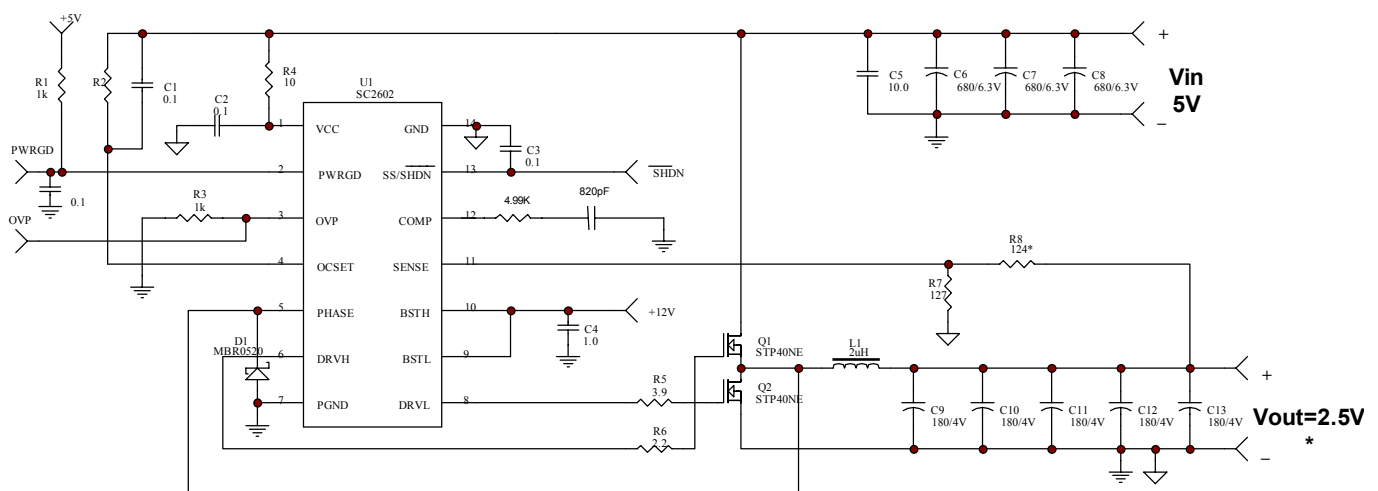 +5V
R1
1k
R2
C1
0.1
R4
10
C2
0.1
U1
SC2602
1
VCC
GND
14
C3
0.1
PWRGD
2
PWRGD
SS/SHDN
13
SHDN
0.1
R3
1k
OVP
3
OVP
COMP
12
4.99K
820pF
4
OCSET
SENSE
11
R7
127
R8
124*
5
PHASE
BSTH
10
+12V
C4
1.0
D1
MBR0520
6
DRVH
BSTL
9
7
PGND
DRVL
8
R5
3.9
R6
2.2
Q1
STP40NE
Q2
STP40NE
L1
2uH
C5
10.0
C6
680/6.3V
C7
680/6.3V
C8
680/6.3V
+
Vin
5V
_
C9
180/4V
C10
180/4V
C11
180/4V
C12
180/4V
C13
180/4V
+
Vout=2.5V
*
_